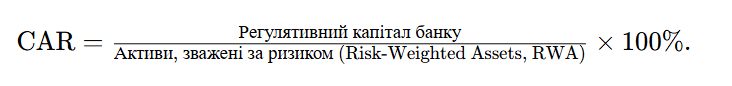 CAR = Регулятивний капітал банку / Активи, зважені за ризиком (Risk-Weighted Assets, RWA) × 100%.